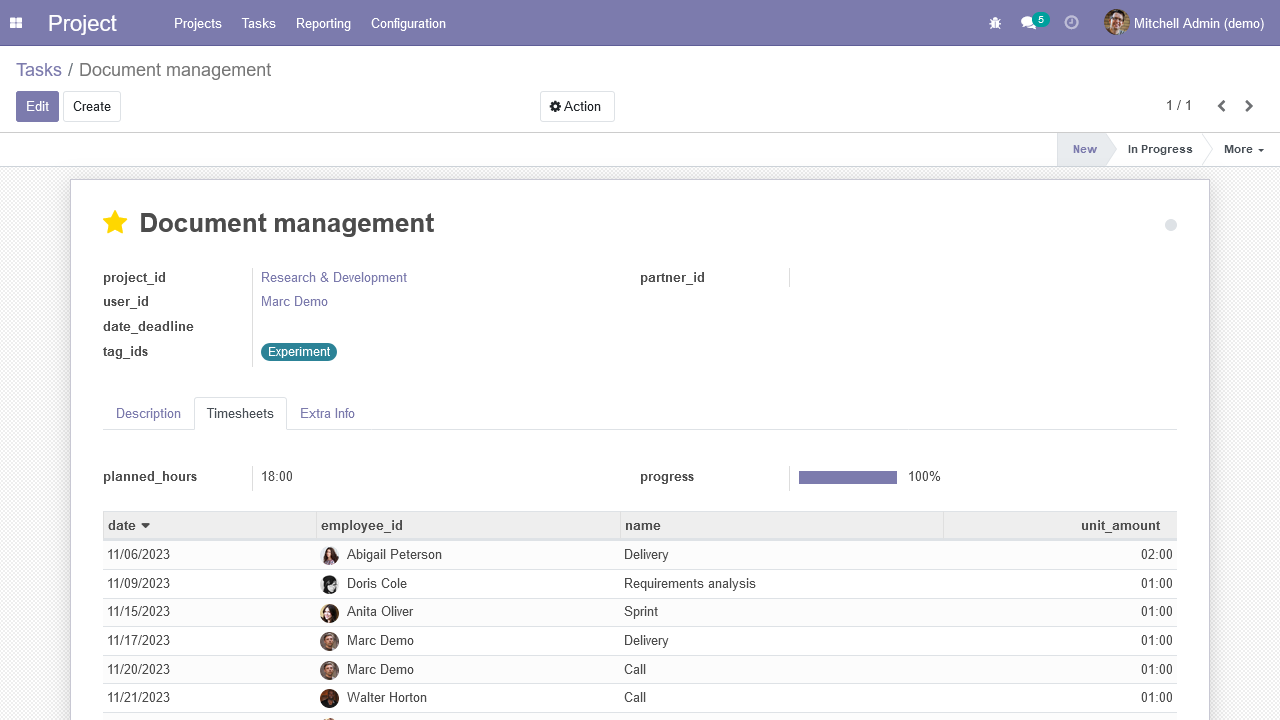 Project Projects Tasks Reporting Configuration 5 Mitchell Admin (demo)
Tasks / Document management
Edit Create Action 1 / 1
New In Progress More
Document management
project_id Research & Development partner_id
user_id Marc Demo
date_deadline
tag_ids Experiment
Description Timesheets Extra Info
planned_hours 18:00 progress 100%
date employee_id name unit_amount
11/06/2023 Abigail Peterson Delivery 02:00
11/09/2023 Doris Cole Requirements analysis 01:00
11/15/2023 Anita Oliver Sprint 01:00
11/17/2023 Marc Demo Delivery 01:00
11/20/2023 Marc Demo Call 01:00
11/21/2023 Walter Horton Call 01:00